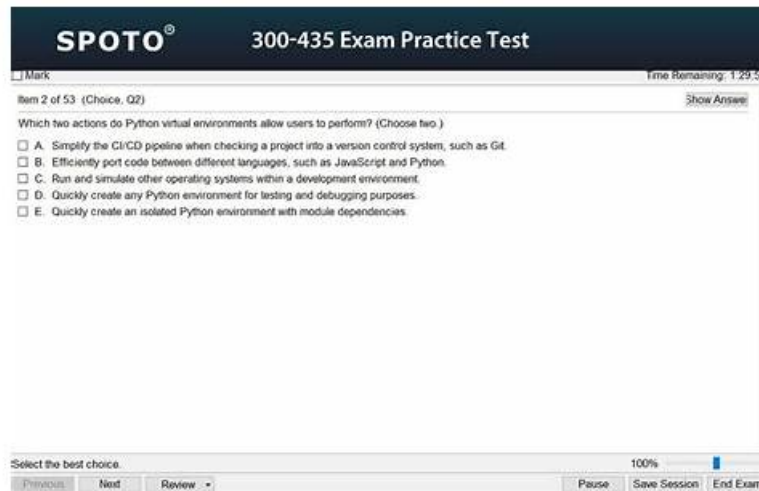 SPOTO® 300-435 Exam Practice Test
Mark Time Remaining: 1:29:5
Item 2 of 53 (Choice, Q2)
Show Answe
Which two actions do Python virtual environments allow users to perform? (Choose two.)
A. Simplify the CI/CD pipeline when checking a project into a version control system, such as Git.
B. Efficiently port code between different languages, such as JavaScript and Python.
C. Run and simulate other operating systems within a development environment.
D. Quickly create any Python environment for testing and debugging purposes.
E. Quickly create an isolated Python environment with module dependencies.
Select the best choice. 100%
Previous Next Review Pause Save Session End Exam